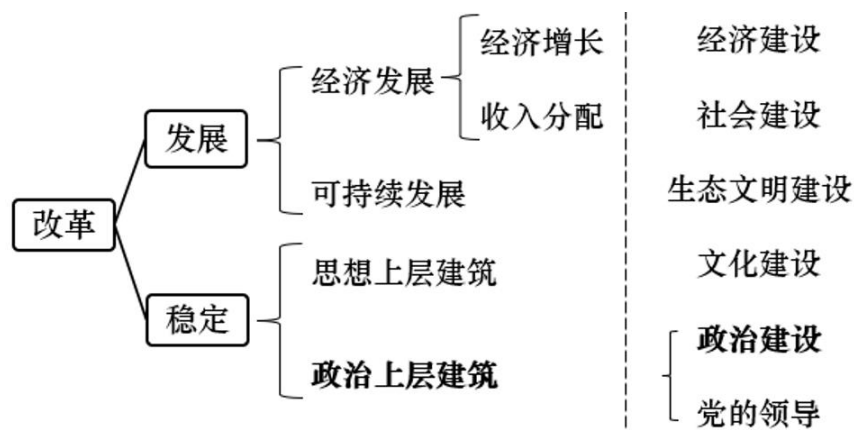 经济增长
经济建设
经济发展
收入分配
社会建设
发展
可持续发展
生态文明建设
改革
思想上层建筑
文化建设
稳定
政治上层建筑
政治建设
党的领导